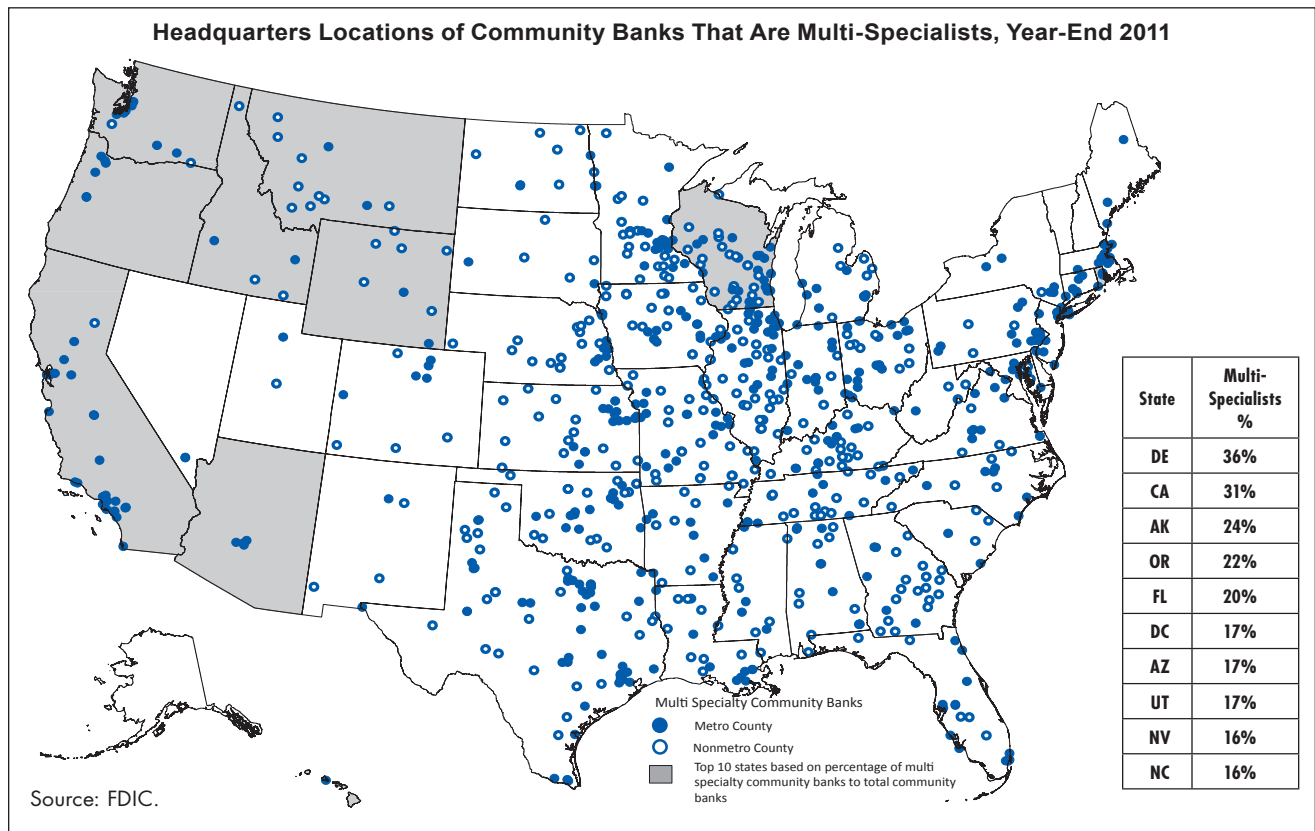 Headquarters Locations of Community Banks That Are Multi-Specialists, Year-End 2011
State
Multi-
Specialists
%
DE 36%
CA 31%
AK 24%
OR 22%
FL 20%
DC 17%
AZ 17%
UT 17%
NV 16%
NC 16%
Multi Specialty Community Banks
Metro County
Nonmetro County
Top 10 states based on percentage of multi
specialty community banks to total community
banks
Source: FDIC.